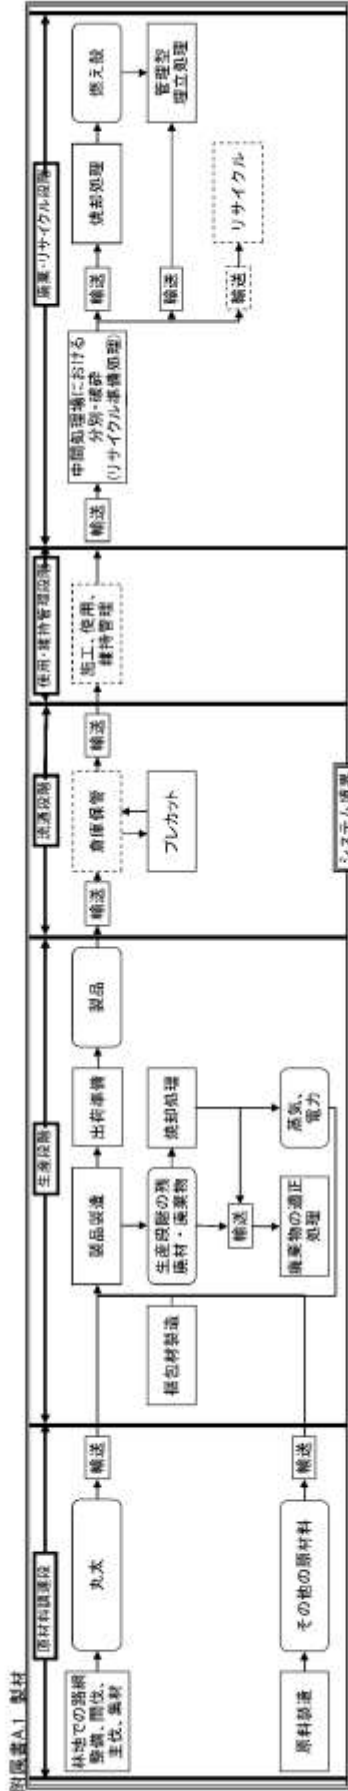 附属書A.1 製材
原材料調達段
生産段階
流通段階
使用・維持管理段階
廃棄・リサイクル段階
林地での路網
整備、間伐、
主伐、集材
丸太
輸送
原料製造
その他の原材料
輸送
梱包材製造
製品製造
出荷準備
製品
生産段階の残
廃材・廃棄物
焼却処理
輸送
廃棄物の適正
処理
蒸気、
電力
輸送
倉庫保管
輸送
プレカット
施工、使用、
維持管理
輸送
中間処理場における
分別・破砕
(リサイクル準備処理)
輸送
焼却処理
燃え殻
輸送
管理型
埋立処理
輸送
リサイクル
システム境界